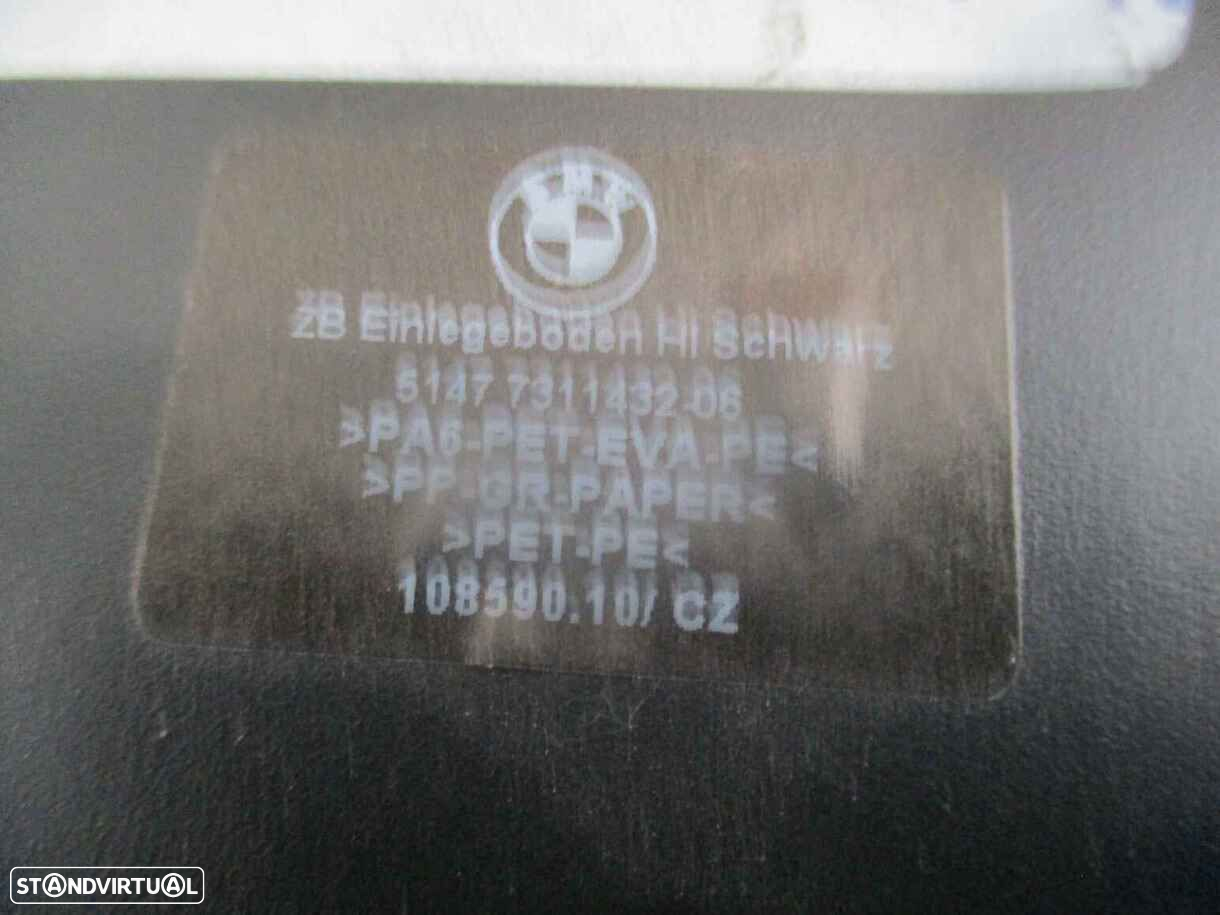 BMW
ZB Einlegeboden HI Schwarz
5147 7311432-06
>PA6-PET-EVA-PE<
>PP-GR-PAPER<
>PET-PE<
108590.10/ CZ
STANDVIRTUAL